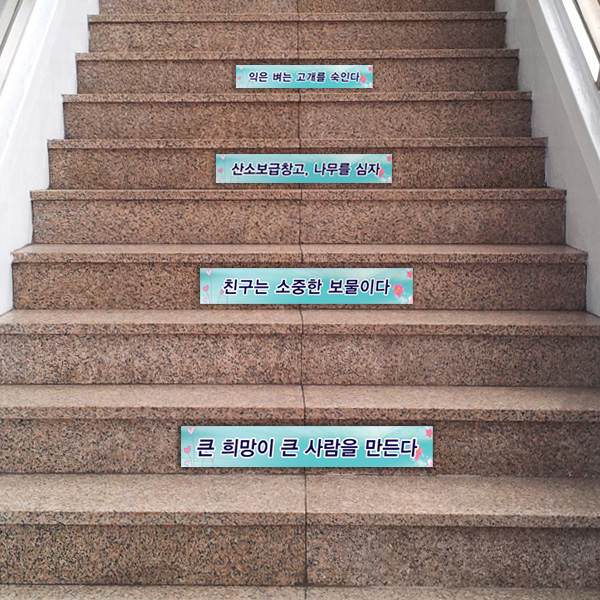 익은 벼는 고개를 숙인다
산소보급창고, 나무를 심자
친구는 소중한 보물이다
큰 희망이 큰 사람을 만든다